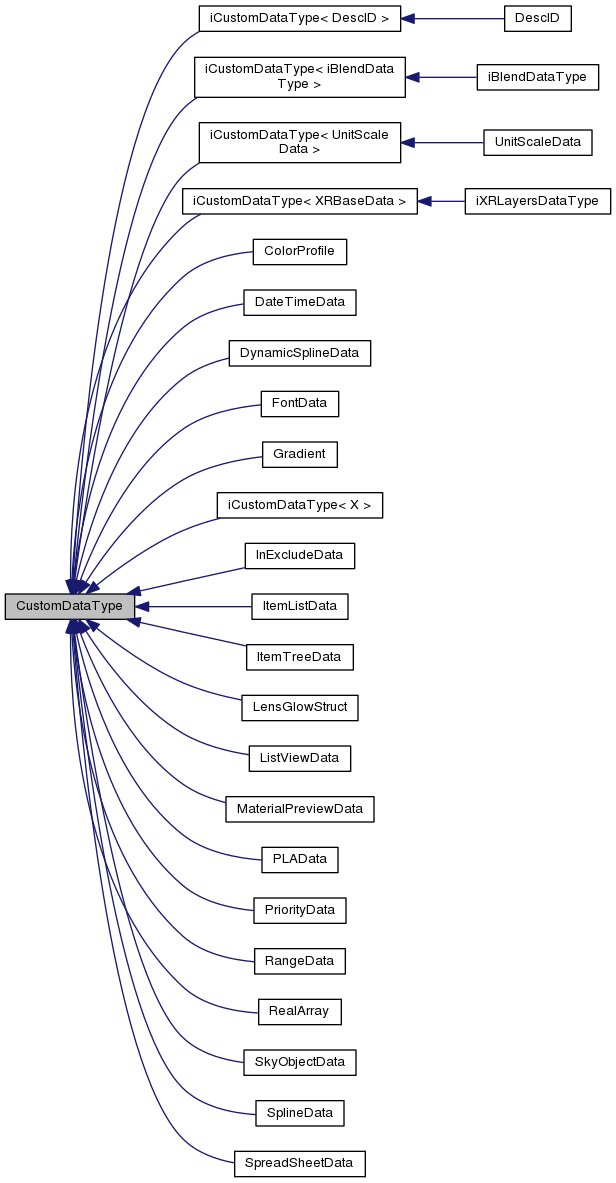 iCustomDataType< DescID >
DescID
iCustomDataType< iBlendData
Type >
iBlendDataType
iCustomDataType< UnitScale
Data >
UnitScaleData
iCustomDataType< XRBaseData >
iXRLayersDataType
ColorProfile
DateTimeData
DynamicSplineData
FontData
Gradient
iCustomDataType< X >
InExcludeData
CustomDataType
ItemListData
ItemTreeData
LensGlowStruct
ListViewData
MaterialPreviewData
PLAData
PriorityData
RangeData
RealArray
SkyObjectData
SplineData
SpreadSheetData